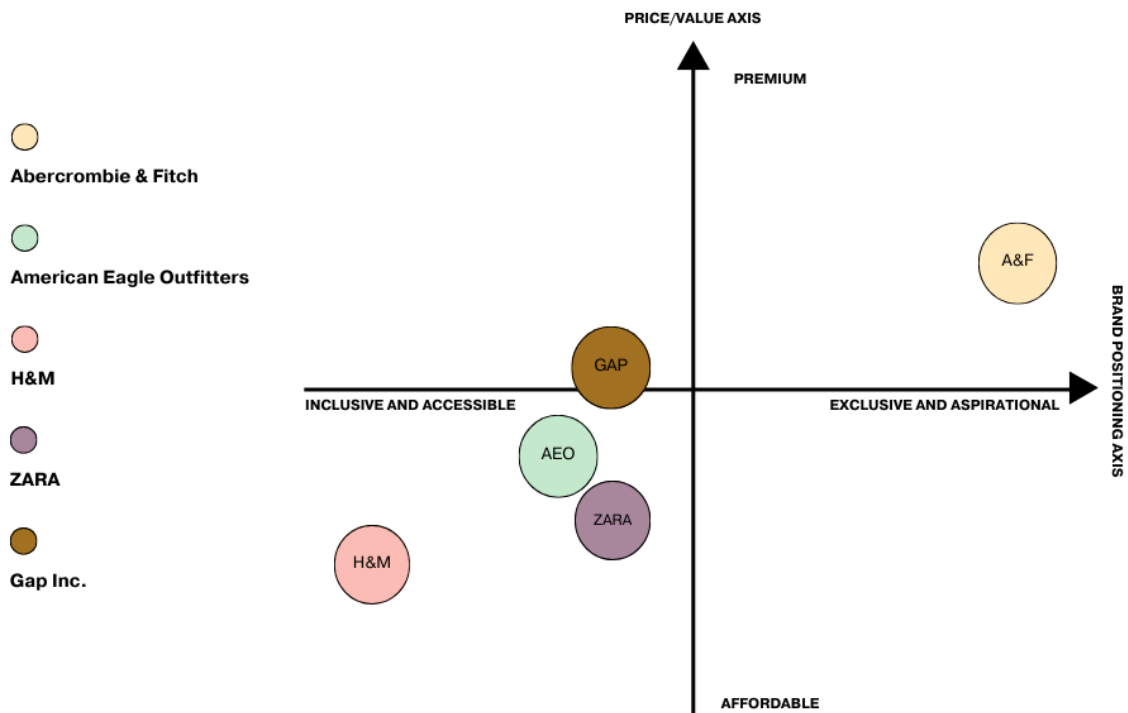 PRICE/VALUE AXIS
PREMIUM
Abercrombie & Fitch
American Eagle Outfitters
H&M
ZARA
Gap Inc.
A&F
GAP
INCLUSIVE AND ACCESSIBLE
EXCLUSIVE AND ASPIRATIONAL
BRAND POSITIONING AXIS
AEO
ZARA
H&M
AFFORDABLE